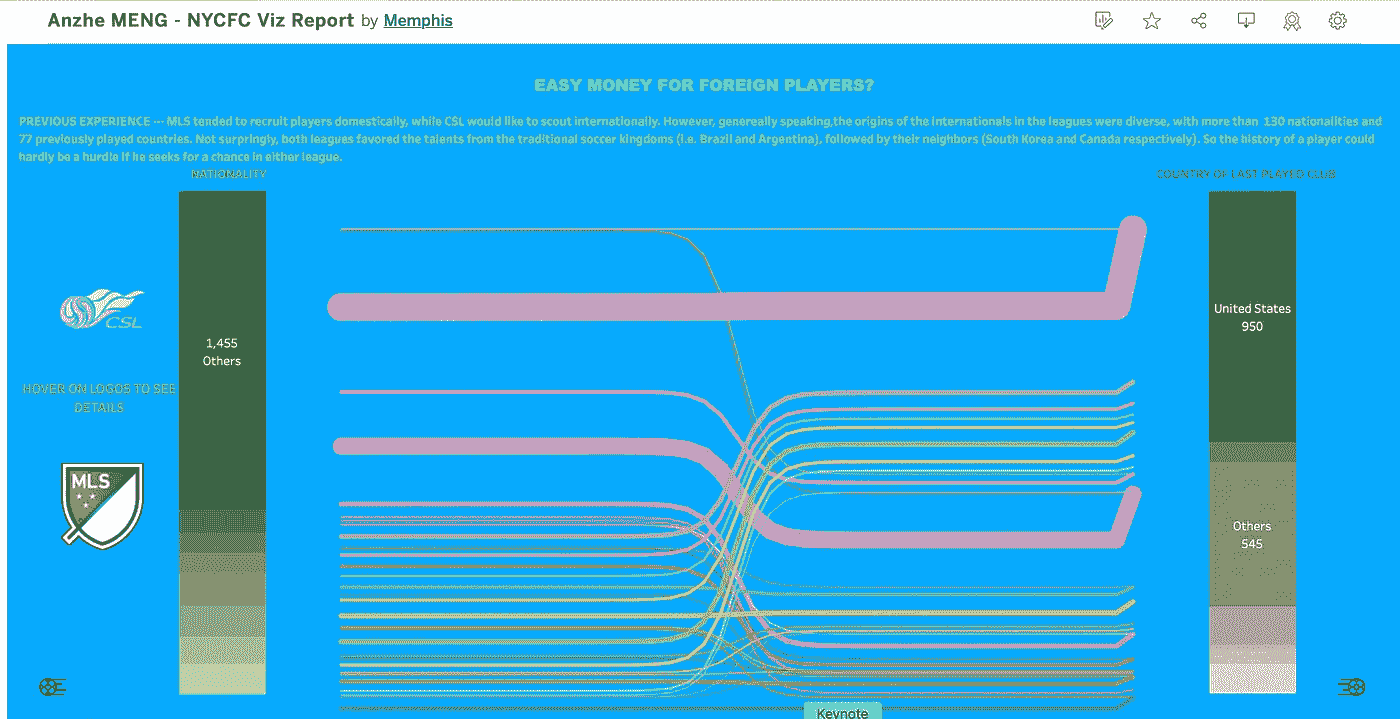 Anzhe MENG - NYCFC Viz Report by Memphis
EASY MONEY FOR FOREIGN PLAYERS?
PREVIOUS EXPERIENCE --- MLS tended to recruit players domestically, while CSL would like to scout internationally. However, genereally speaking,the origins of the internationals in the leagues were diverse, with more than 130 nationalities and
77 previously played countries. Not surpringly, both leagues favored the talents from the traditional soccer kingdoms (i.e. Brazil and Argentina), followed by their neighbors (South Korea and Canada respectively). So the history of a player could
hardly be a hurdle if he seeks for a chance in either league.
NATIONALITY
COUNTRY OF LAST PLAYED CLUB
CSL
1,455
Others
United States
950
HOVER ON LOGOS TO SEE
DETAILS
MLS
Others
545
Keynote